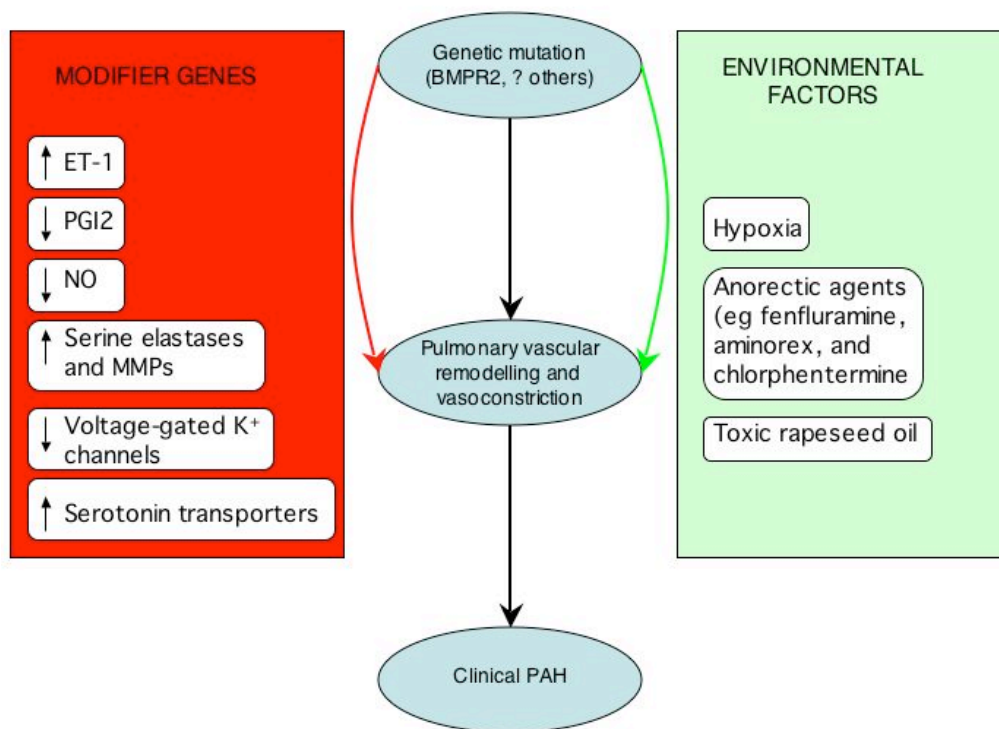 MODIFIER GENES
↑ ET-1
↓ PGI2
↓ NO
↑ Serine elastases
and MMPs
↓ Voltage-gated K⁺
channels
↑ Serotonin transporters
Genetic mutation
(BMPR2, ? others)
Pulmonary vascular
remodelling and
vasoconstriction
Clinical PAH
ENVIRONMENTAL
FACTORS
Hypoxia
Anorectic agents
(eg fenfluramine,
aminorex, and
chlorphentermine
Toxic rapeseed oil